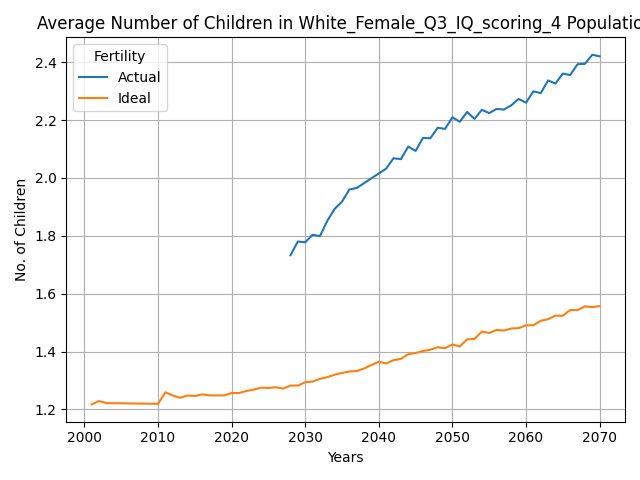 Average Number of Children in White_Female_Q3_IQ_scoring_4 Populatio
Fertility
Actual
Ideal
2.4
2.2
2.0
1.8
1.6
1.4
1.2
No. of Children
2000 2010 2020 2030 2040 2050 2060 2070
Years